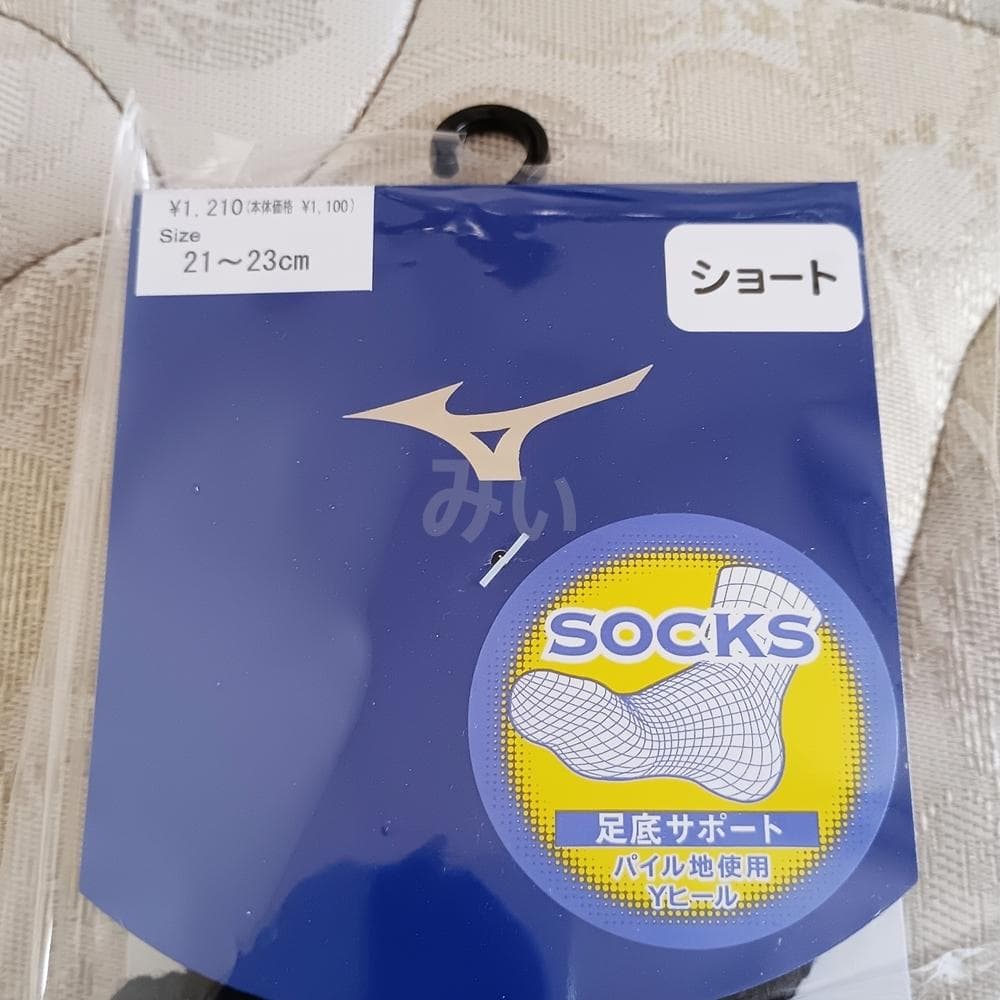 ¥1,210(本体価格 ¥1,100)
Size
21～23cm
ショート
みぃ
SOCKS
足底サポート
パイル地使用
Yヒール